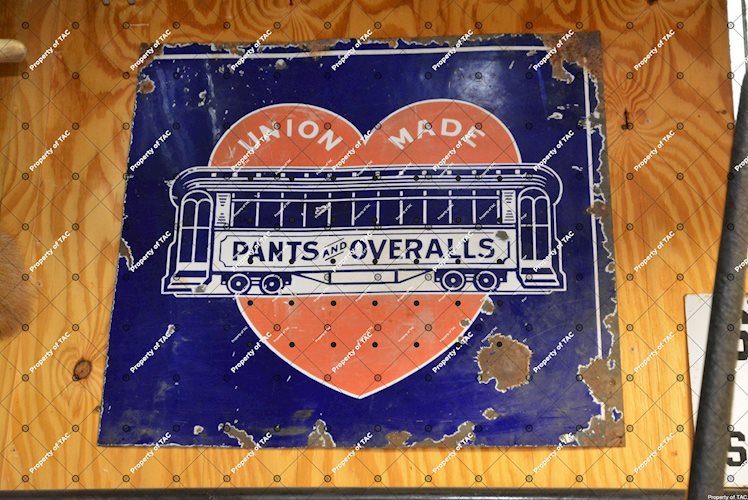 UNION MADE
PANTS AND OVERALLS
Property of TAC